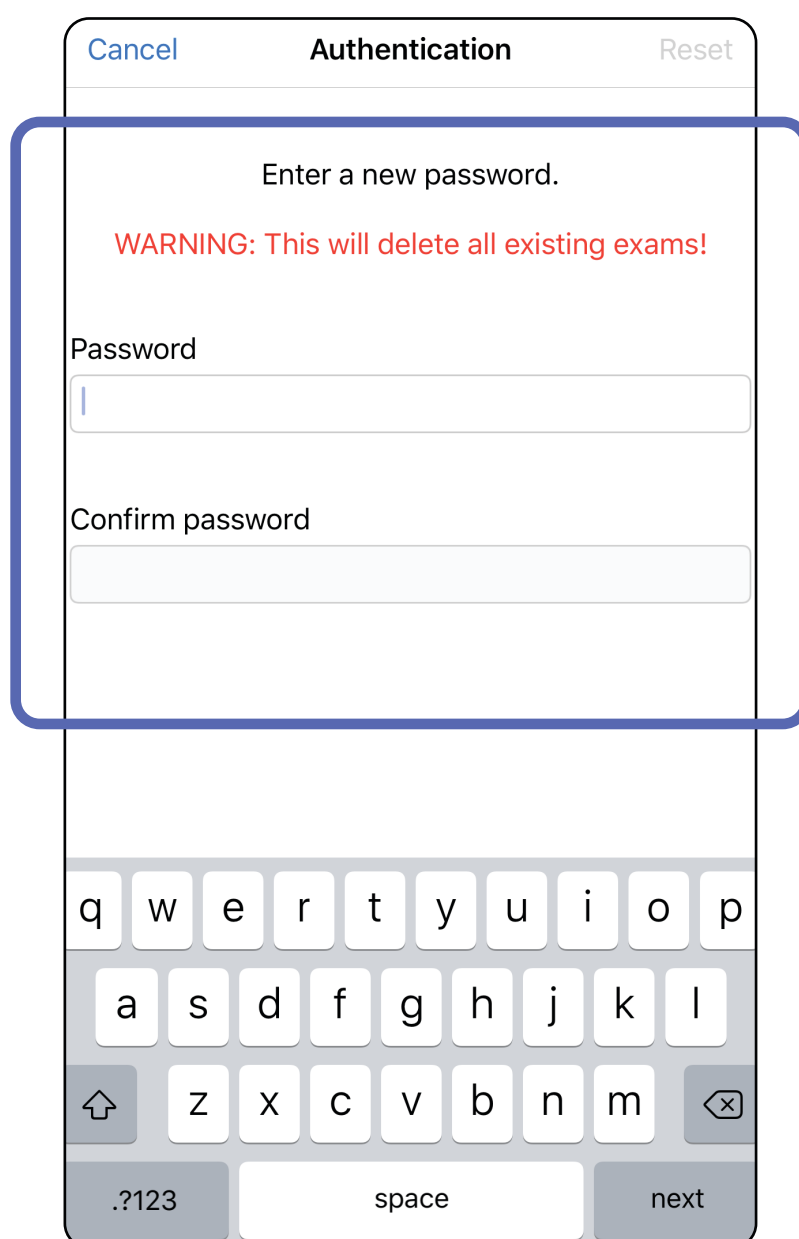 Cancel Authentication Reset
Enter a new password.
WARNING: This will delete all existing exams!
Password
Confirm password
q w e r t y u i o p
a s d f g h j k l
z x c v b n m
.?123 space next